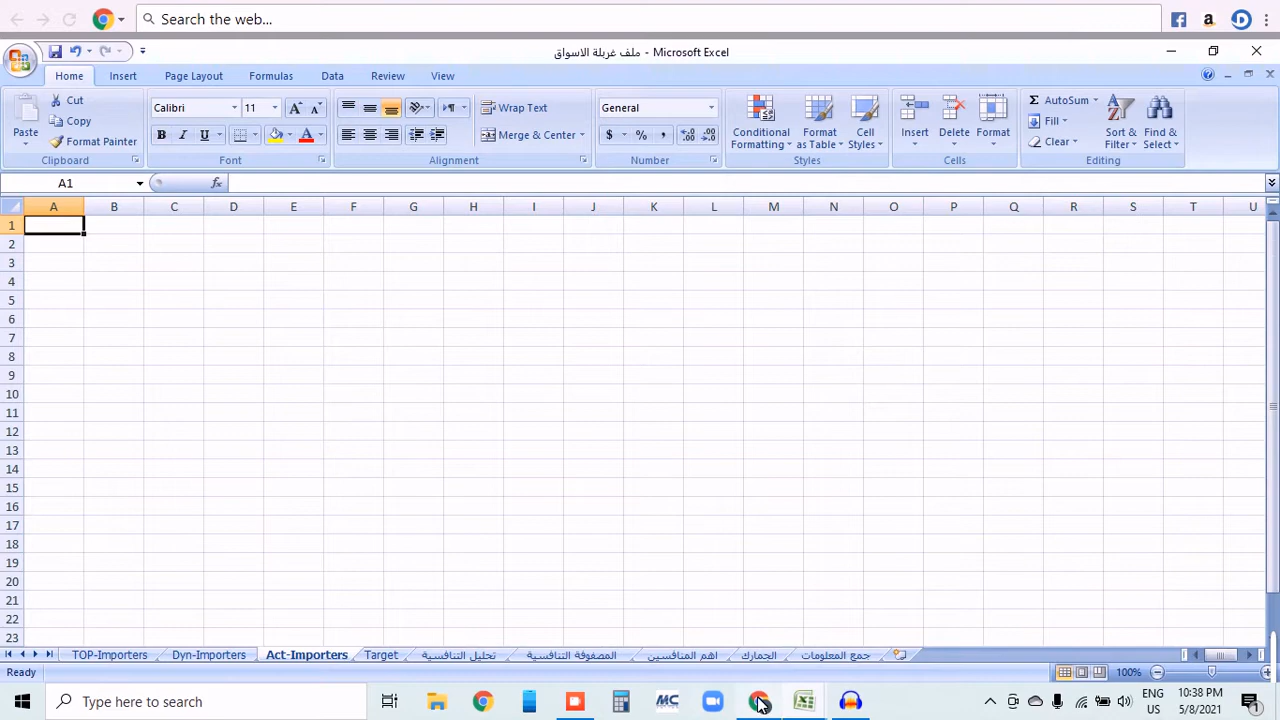 Search the web...
ملف غربلة الاسواق - Microsoft Excel
Home Insert Page Layout Formulas Data Review View
Paste Cut Copy Format Painter Clipboard
Calibri 11 B I U Font
Wrap Text Merge & Center Alignment
General $ % , Number
Conditional Formatting Format as Table Cell Styles Styles
Insert Delete Format Cells
Σ AutoSum Fill Clear Sort & Filter Find & Select Editing
A1 fx
A B C D E F G H I J K L M N O P Q R S T U
1
2
3
4
5
6
7
8
9
10
11
12
13
14
15
16
17
18
19
20
21
22
23
TOP-Importers Dyn-Importers Act-Importers Target تحليل التنافسية المصفوفة التنافسية اهم المنافسين الجمارك جمع المعلومات
Ready 100%
Type here to search MC ENG US 10:38 PM 5/8/2021 1